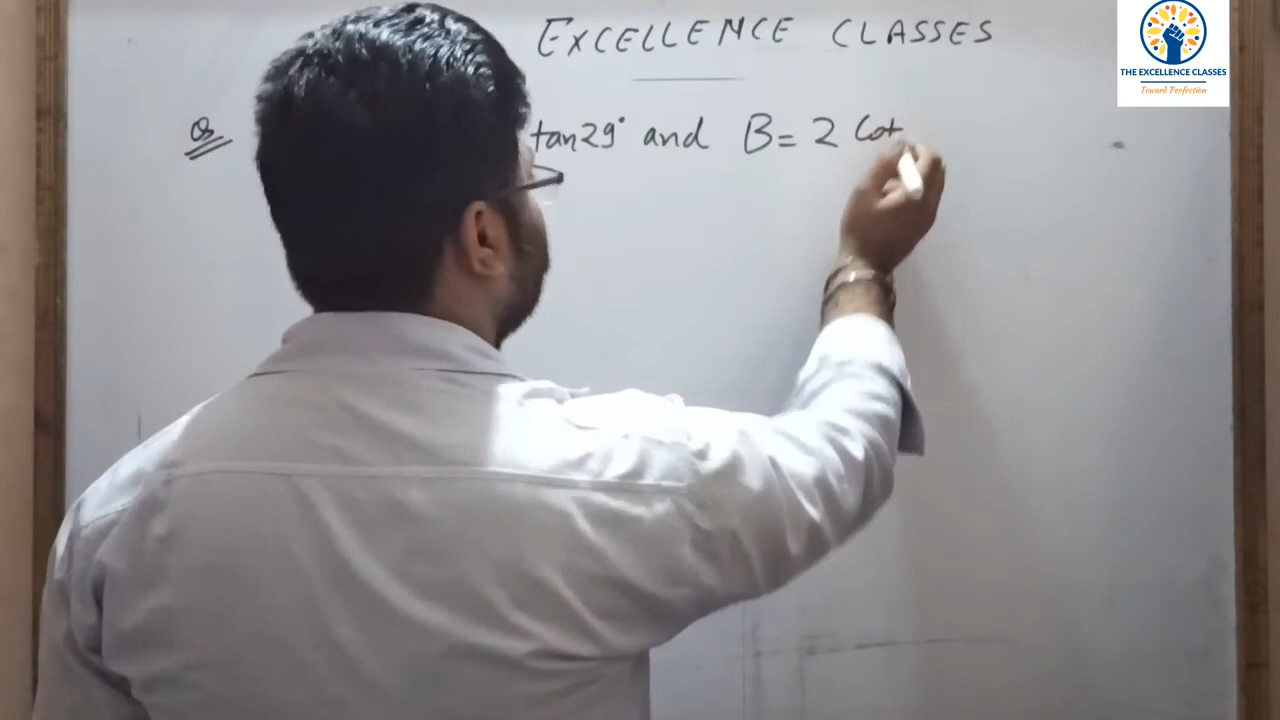 EXCELLENCE CLASSES
THE EXCELLENCE CLASSES
Toward Perfection
Q tan29° and B = 2 Cot